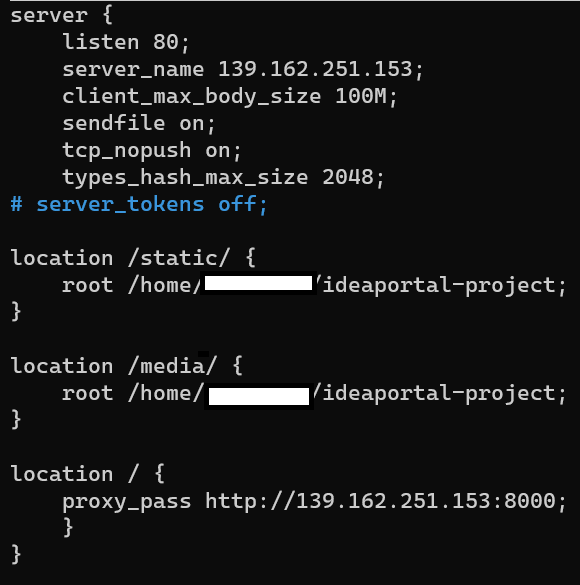 server {
listen 80;
server_name 139.162.251.153;
client_max_body_size 100M;
sendfile on;
tcp_nopush on;
types_hash_max_size 2048;
# server_tokens off;
location /static/ {
root /home/ /ideaportal-project;
}
location /media/ {
root /home/ /ideaportal-project;
}
location / {
proxy_pass http://139.162.251.153:8000;
}
}